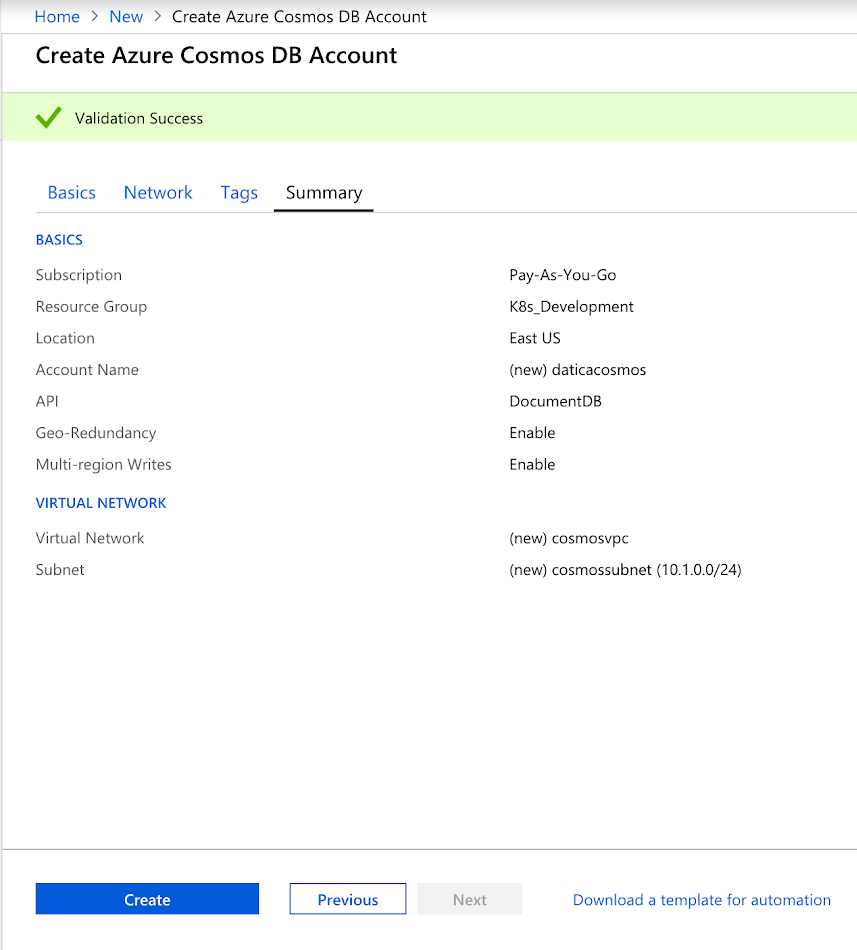 Home > New > Create Azure Cosmos DB Account
Create Azure Cosmos DB Account
Validation Success
Basics Network Tags Summary
BASICS
Subscription Pay-As-You-Go
Resource Group K8s_Development
Location East US
Account Name (new) daticacosmos
API DocumentDB
Geo-Redundancy Enable
Multi-region Writes Enable
VIRTUAL NETWORK
Virtual Network (new) cosmosvpc
Subnet (new) cosmossubnet (10.1.0.0/24)
Create Previous Next Download a template for automation